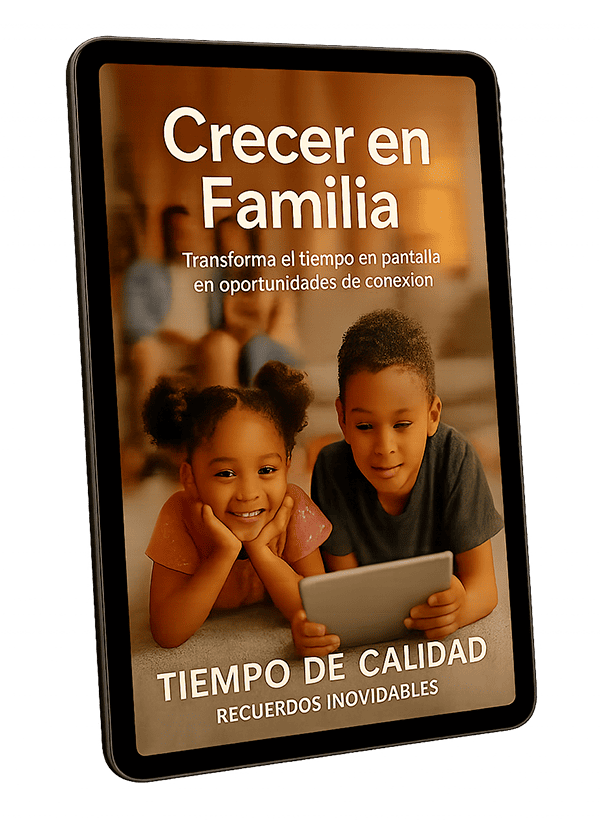 Crecer en
Familia
Transforma el tiempo en pantalla
en oportunidades de conexion
TIEMPO DE CALIDAD
RECUERDOS INOVIDABLES